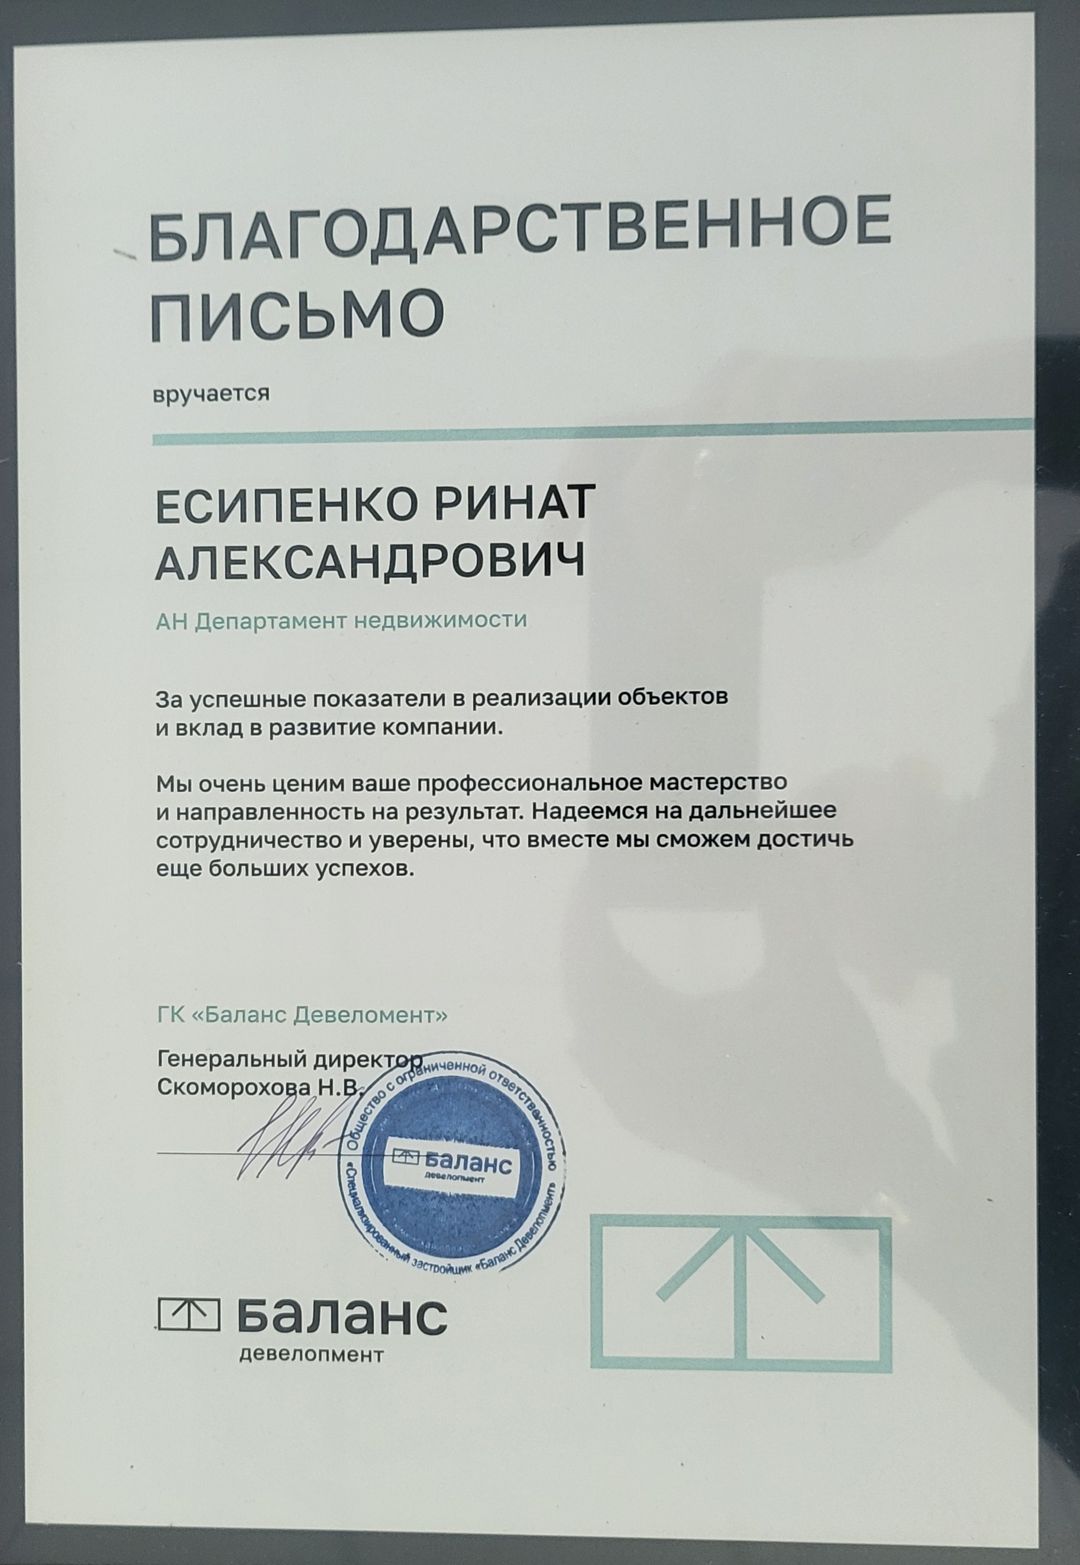 БЛАГОДАРСТВЕННОЕ
ПИСЬМО
вручается
ЕСИПЕНКО РИНАТ
АЛЕКСАНДРОВИЧ
АН Департамент недвижимости
За успешные показатели в реализации объектов
и вклад в развитие компании.
Мы очень ценим ваше профессиональное мастерство
и направленность на результат. Надеемся на дальнейшее
сотрудничество и уверены, что вместе мы сможем достичь
еще больших успехов.
ГК «Баланс Девеломент»
Генеральный директор
Скоморохова Н.В.
Общество с ограниченной ответственностью
«Специализированный застройщик «Баланс Девелопмент»
баланс
девелопмент
баланс
девелопмент